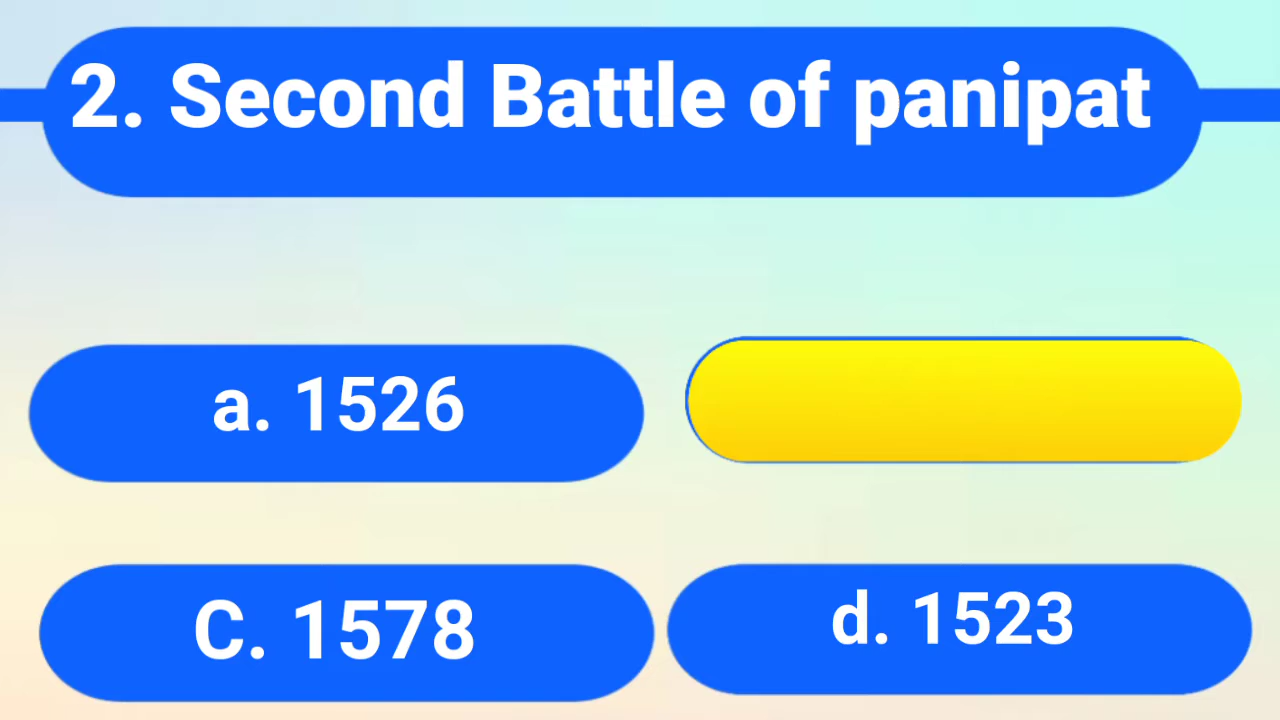 2. Second Battle of panipat
a. 1526
C. 1578
d. 1523